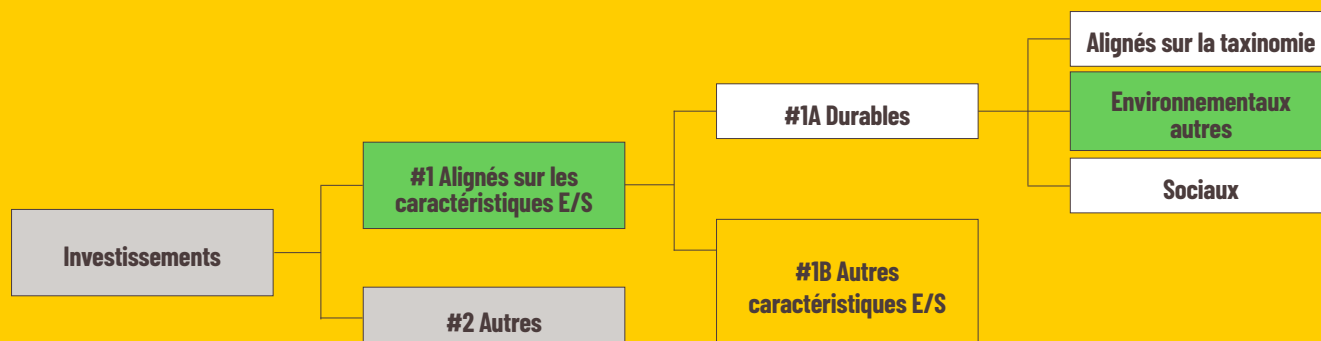 Investissements
#1 Alignés sur les
caractéristiques E/S
#2 Autres
#1A Durables
#1B Autres
caractéristiques E/S
Alignés sur la taxinomie
Environnementaux
autres
Sociaux